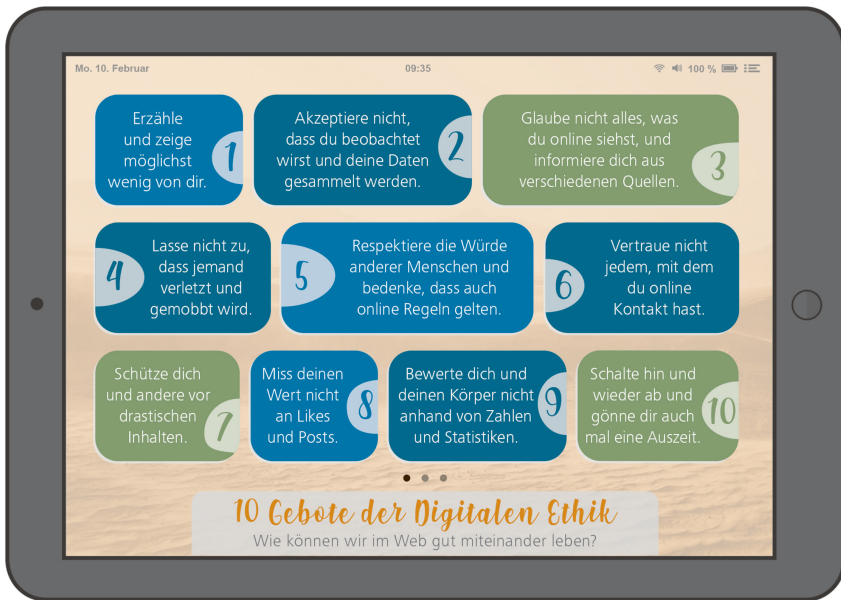 Mo. 10. Februar
09:35
100 %
Erzähle
und zeige
möglichst
wenig von dir.
1
Akzeptiere nicht,
dass du beobachtet
wirst und deine Daten
gesammelt werden.
2
Glaube nicht alles, was
du online siehst, und
informiere dich aus
verschiedenen Quellen.
3
4
Lasse nicht zu,
dass jemand
verletzt und
gemobbt wird.
5
Respektiere die Würde
anderer Menschen und
bedenke, dass auch
online Regeln gelten.
6
Vertraue nicht
jedem, mit dem
du online
Kontakt hast.
Schütze dich
und andere vor
drastischen
Inhalten.
7
Miss deinen
Wert nicht
an Likes
und Posts.
8
Bewerte dich und
deinen Körper nicht
anhand von Zahlen
und Statistiken.
9
Schalte hin und
wieder ab und
gönne dir auch
mal eine Auszeit.
10
10 Gebote der Digitalen Ethik
Wie können wir im Web gut miteinander leben?